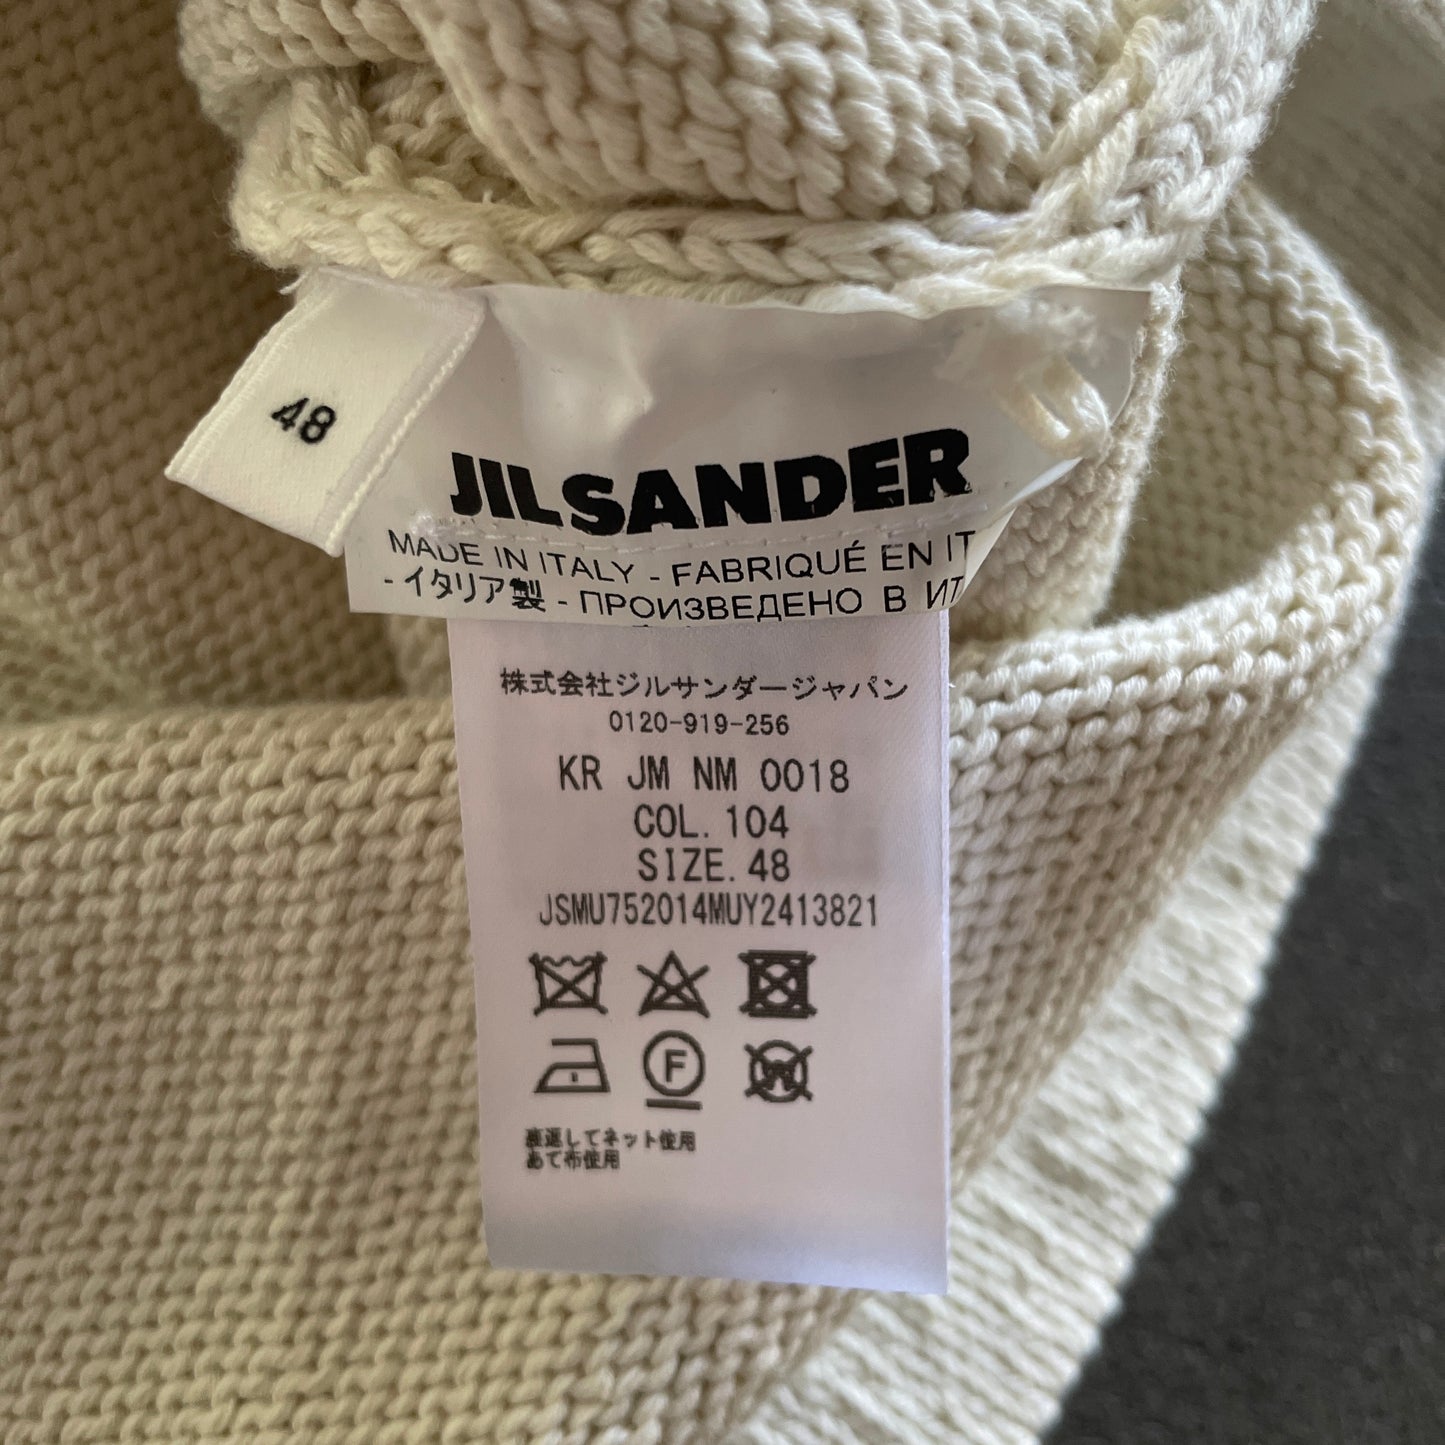 48
JILSANDER
MADE IN ITALY - FABRIQUÉ EN IT
- イタリア製 - ПРОИЗВЕДЕНО В ИТ
株式会社ジルサンダージャパン
0120-919-256
KR JM NM 0018
COL. 104
SIZE. 48
JSMU752014MUY2413821
F
W
裏返してネット使用
あて布使用